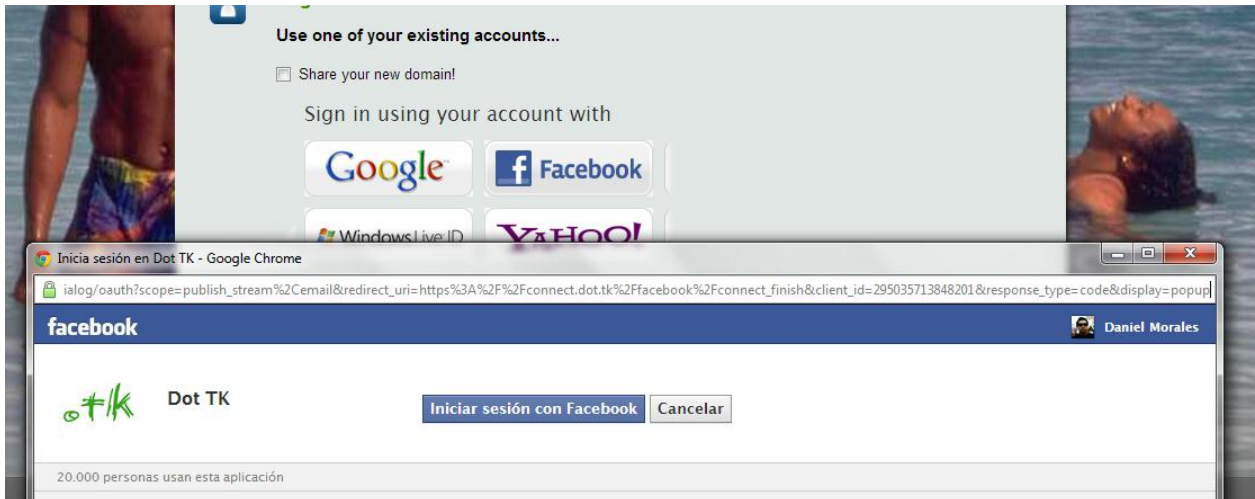 Use one of your existing accounts...
Share your new domain!
Sign in using your account with
Google
Facebook
Windows Live ID
YAHOO!
Inicia sesión en Dot TK - Google Chrome
ialog/oauth?scope=publish_stream%2Cemail&redirect_uri=https%3A%2F%2Fconnect.dot.tk%2Ffacebook%2Fconnect_finish&client_id=295035713848201&response_type=code&display=popup
facebook
Daniel Morales
.tk
Dot TK
Iniciar sesión con Facebook
Cancelar
20.000 personas usan esta aplicación